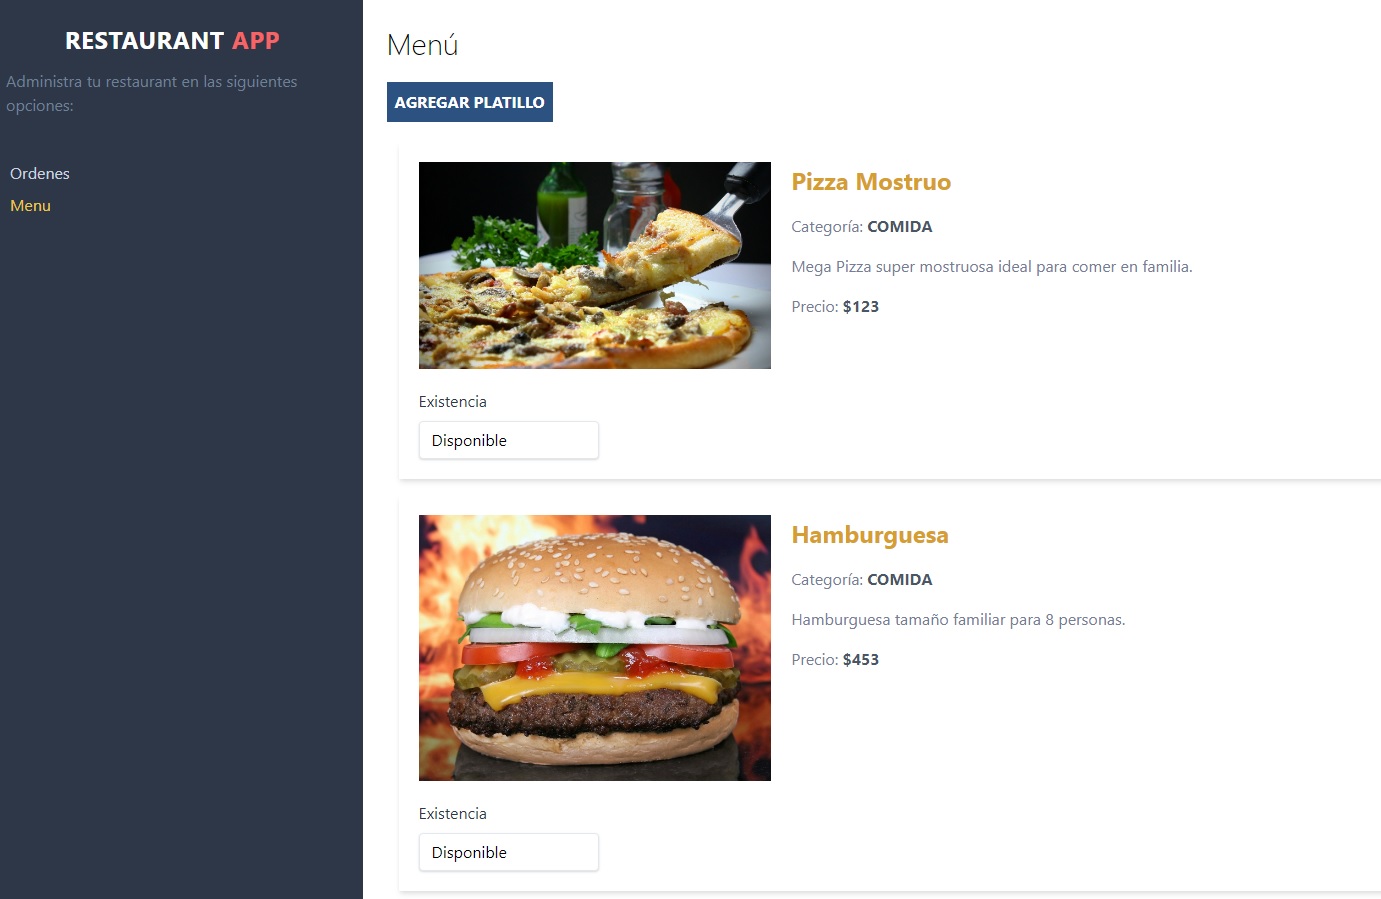 RESTAURANT APP
Administra tu restaurant en las siguientes
opciones:
Ordenes
Menu
Menú
AGREGAR PLATILLO
Pizza Mostruo
Categoría: COMIDA
Mega Pizza super mostruosa ideal para comer en familia.
Precio: $123
Existencia
Disponible
Hamburguesa
Categoría: COMIDA
Hamburguesa tamaño familiar para 8 personas.
Precio: $453
Existencia
Disponible